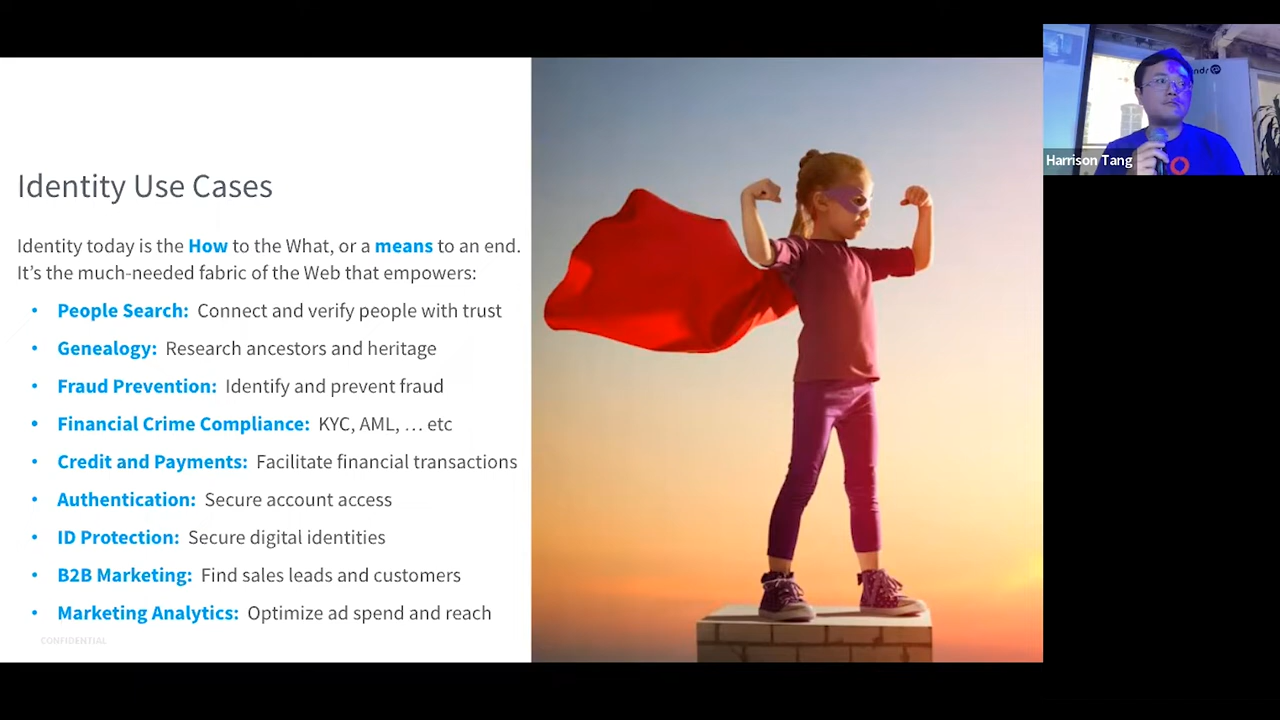 Identity Use Cases
Identity today is the How to the What, or a means to an end.
It's the much-needed fabric of the Web that empowers:
• People Search: Connect and verify people with trust
• Genealogy: Research ancestors and heritage
• Fraud Prevention: Identify and prevent fraud
• Financial Crime Compliance: KYC, AML, … etc
• Credit and Payments: Facilitate financial transactions
• Authentication: Secure account access
• ID Protection: Secure digital identities
• B2B Marketing: Find sales leads and customers
• Marketing Analytics: Optimize ad spend and reach
CONFIDENTIAL
Harrison Tang